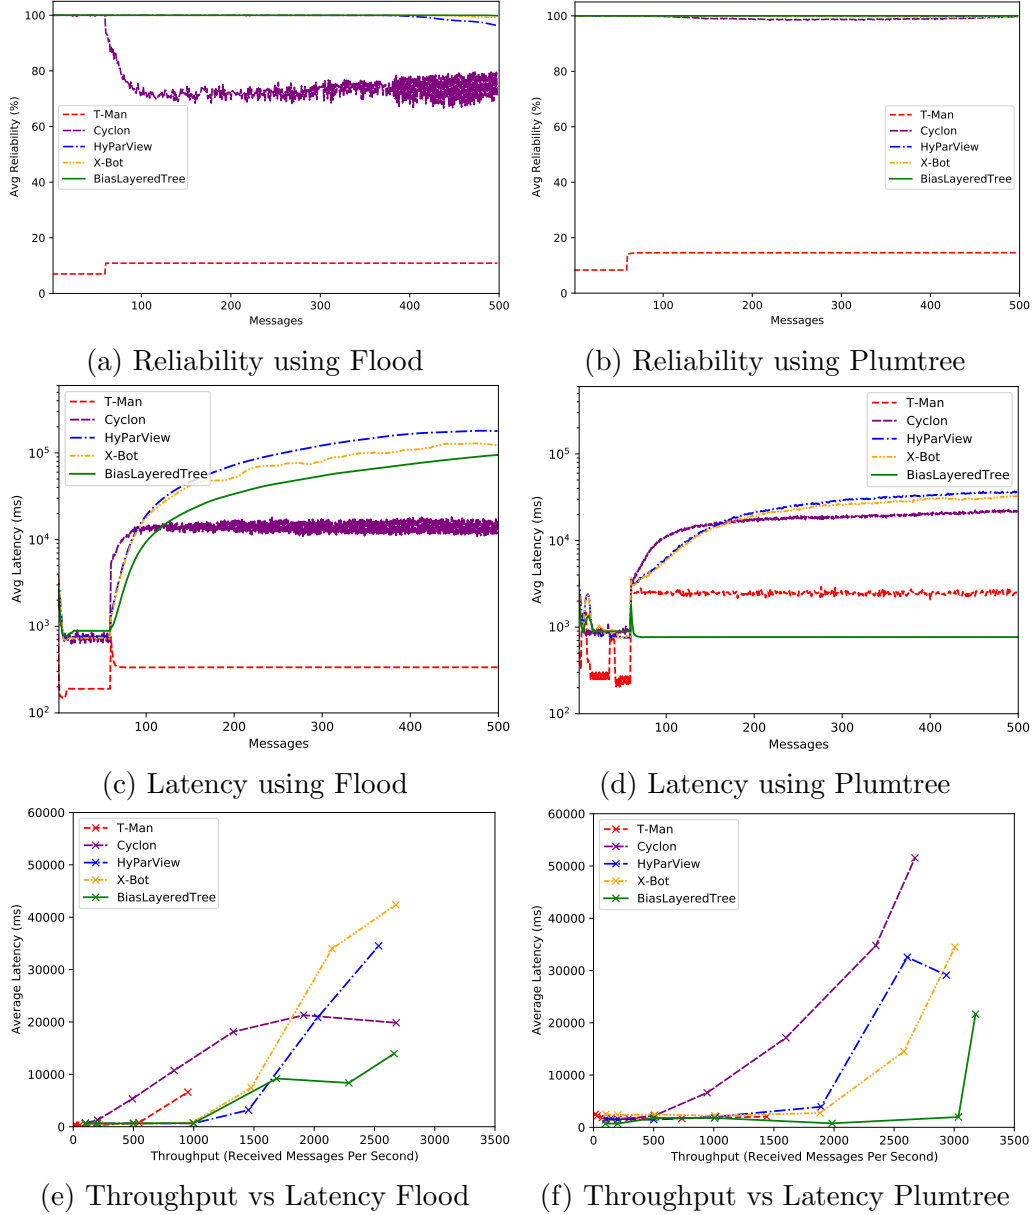 Avg Reliability (%)
100
80
60
40
20
0
T-Man
Cyclon
HyParView
X-Bot
BiasLayeredTree
100 200 300 400 500
Messages
(a) Reliability using Flood
Avg Reliability (%)
100
80
60
40
20
0
T-Man
Cyclon
HyParView
X-Bot
BiasLayeredTree
100 200 300 400 500
Messages
(b) Reliability using Plumtree
Avg Latency (ms)
10^5
10^4
10^3
10^2
T-Man
Cyclon
HyParView
X-Bot
BiasLayeredTree
100 200 300 400 500
Messages
(c) Latency using Flood
Avg Latency (ms)
10^5
10^4
10^3
10^2
T-Man
Cyclon
HyParView
X-Bot
BiasLayeredTree
100 200 300 400 500
Messages
(d) Latency using Plumtree
Average Latency (ms)
60000
50000
40000
30000
20000
10000
0
T-Man
Cyclon
HyParView
X-Bot
BiasLayeredTree
0 500 1000 1500 2000 2500 3000 3500
Throughput (Received Messages Per Second)
(e) Throughput vs Latency Flood
Average Latency (ms)
60000
50000
40000
30000
20000
10000
0
T-Man
Cyclon
HyParView
X-Bot
BiasLayeredTree
0 500 1000 1500 2000 2500 3000 3500
Throughput (Received Messages Per Second)
(f) Throughput vs Latency Plumtree